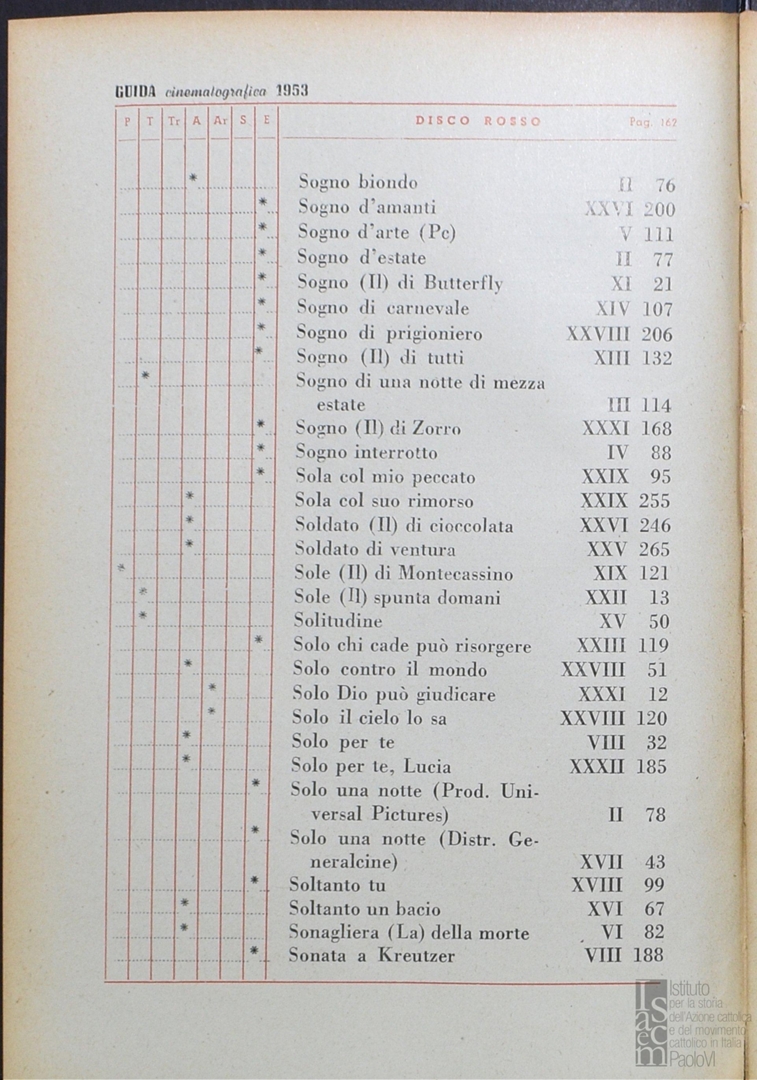 GUIDA cinematografica 1953
P T Tr A Ar S E DISCO ROSSO Pag. 162
* Sogno biondo II 76
* Sogno d'amanti XXVI 200
* Sogno d'arte (Pc) V 111
* Sogno d'estate II 77
* Sogno (Il) di Butterfly XI 21
* Sogno di carnevale XIV 107
* Sogno di prigioniero XXVIII 206
* Sogno (Il) di tutti XIII 132
* Sogno di una notte di mezza
estate III 114
* Sogno (Il) di Zorro XXXI 168
* Sogno interrotto IV 88
* Sola col mio peccato XXIX 95
* Sola col suo rimorso XXIX 255
* Soldato (Il) di cioccolata XXVI 246
* Soldato di ventura XXV 265
* Sole (Il) di Montecassino XIX 121
* Sole (Il) spunta domani XXII 13
* Solitudine XV 50
* Solo chi cade può risorgere XXIII 119
* Solo contro il mondo XXVIII 51
* Solo Dio può giudicare XXXI 12
* Solo il cielo lo sa XXVIII 120
* Solo per te VIII 32
* Solo per te, Lucia XXXII 185
* Solo una notte (Prod. Uni-
versal Pictures) II 78
* Solo una notte (Distr. Ge-
neralcine) XVII 43
* Soltanto tu XVIII 99
* Soltanto un bacio XVI 67
* Sonagliera (La) della morte VI 82
* Sonata a Kreutzer VIII 188
Isacem
Istituto
per la storia
dell'Azione cattolica
e del movimento
cattolico in Italia
PaoloVI